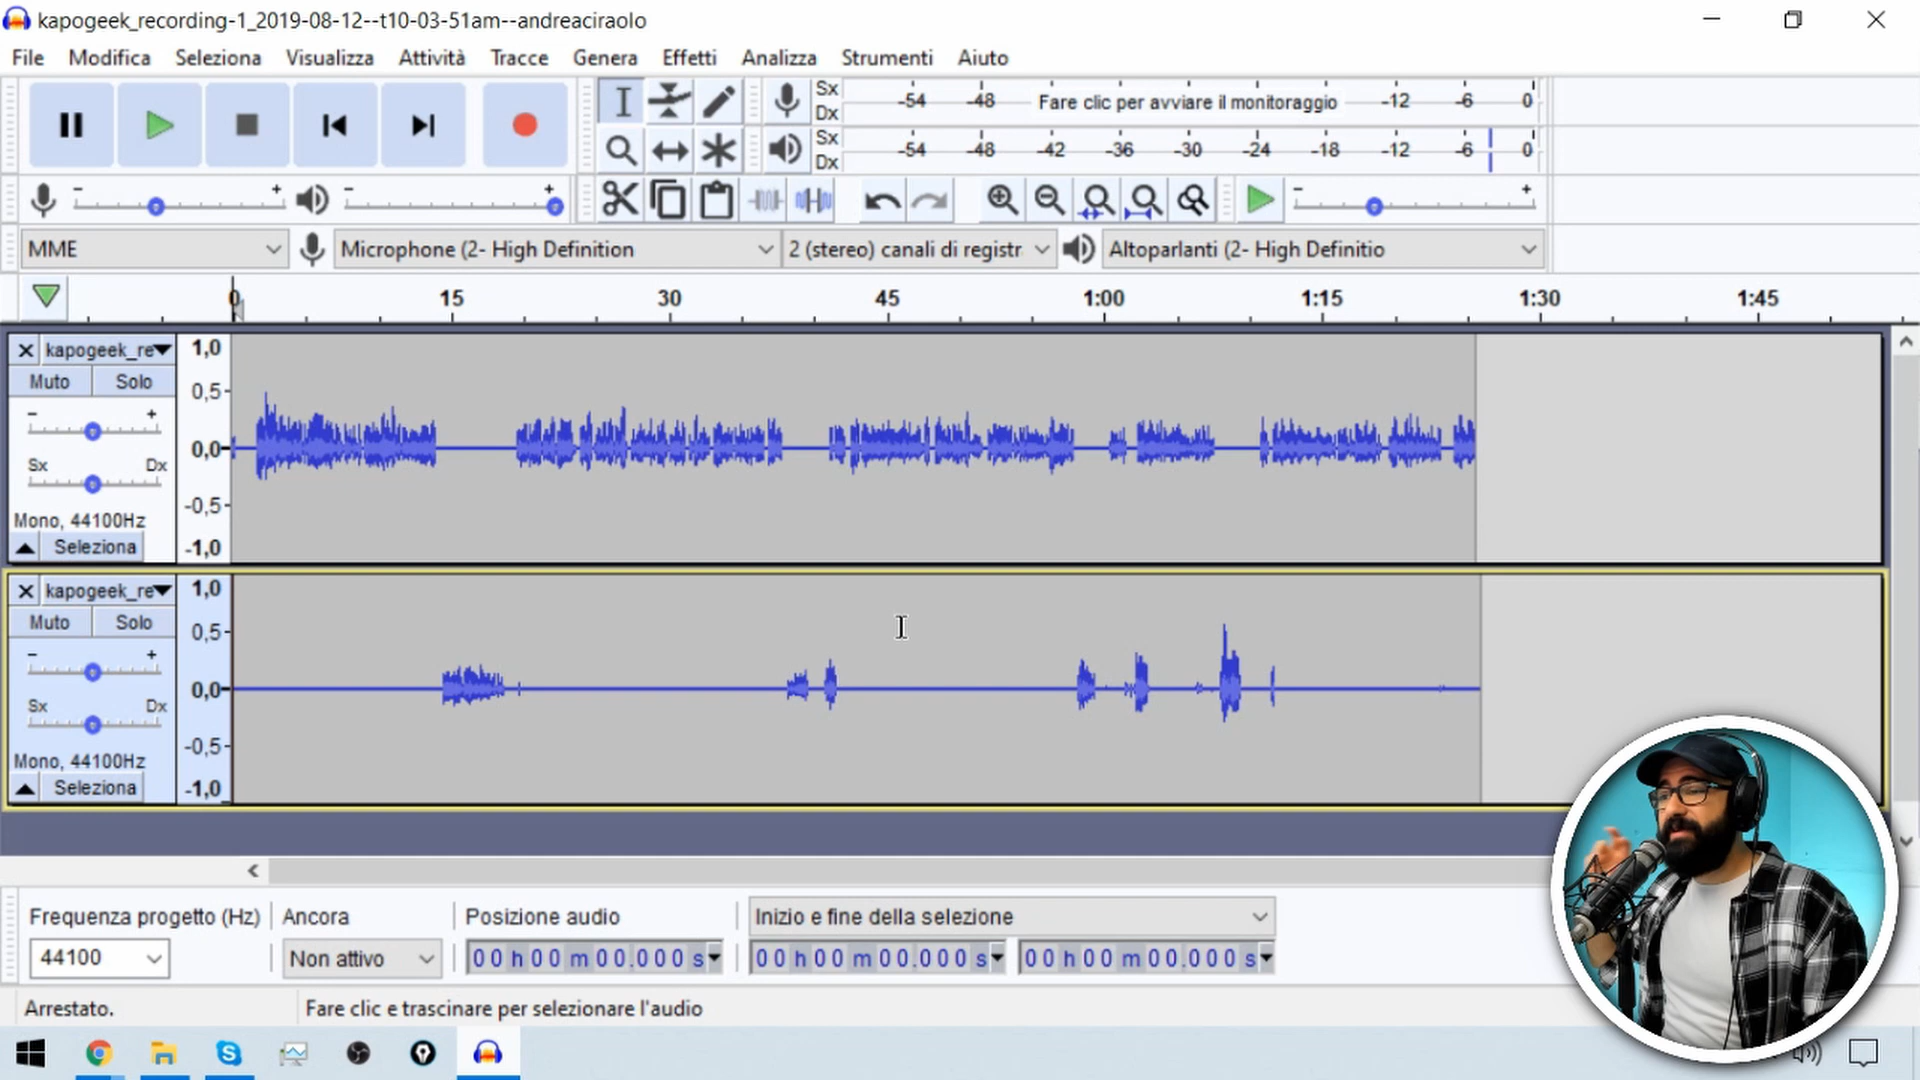 kapogeek_recording-1_2019-08-12--t10-03-51am--andreaciraolo
File Modifica Seleziona Visualizza Attività Tracce Genera Effetti Analizza Strumenti Aiuto
Sx
Dx
-54 -48 Fare clic per avviare il monitoraggio -12 -6 0
Sx
Dx
-54 -48 -42 -36 -30 -24 -18 -12 -6 0
- + - + - +
MME Microphone (2- High Definition 2 (stereo) canali di registr Altoparlanti (2- High Definitio
0 15 30 45 1:00 1:15 1:30 1:45
kapogeek_re 1,0
Muto Solo 0,5
- +
0,0
Sx Dx
-0,5
Mono, 44100Hz
Seleziona -1,0
kapogeek_re 1,0
Muto Solo 0,5
- +
0,0
Sx Dx
-0,5
Mono, 44100Hz
Seleziona -1,0
Frequenza progetto (Hz) Ancora Posizione audio Inizio e fine della selezione
44100 Non attivo 00 h 00 m 00.000 s 00 h 00 m 00.000 s 00 h 00 m 00.000 s
Arrestato. Fare clic e trascinare per selezionare l'audio